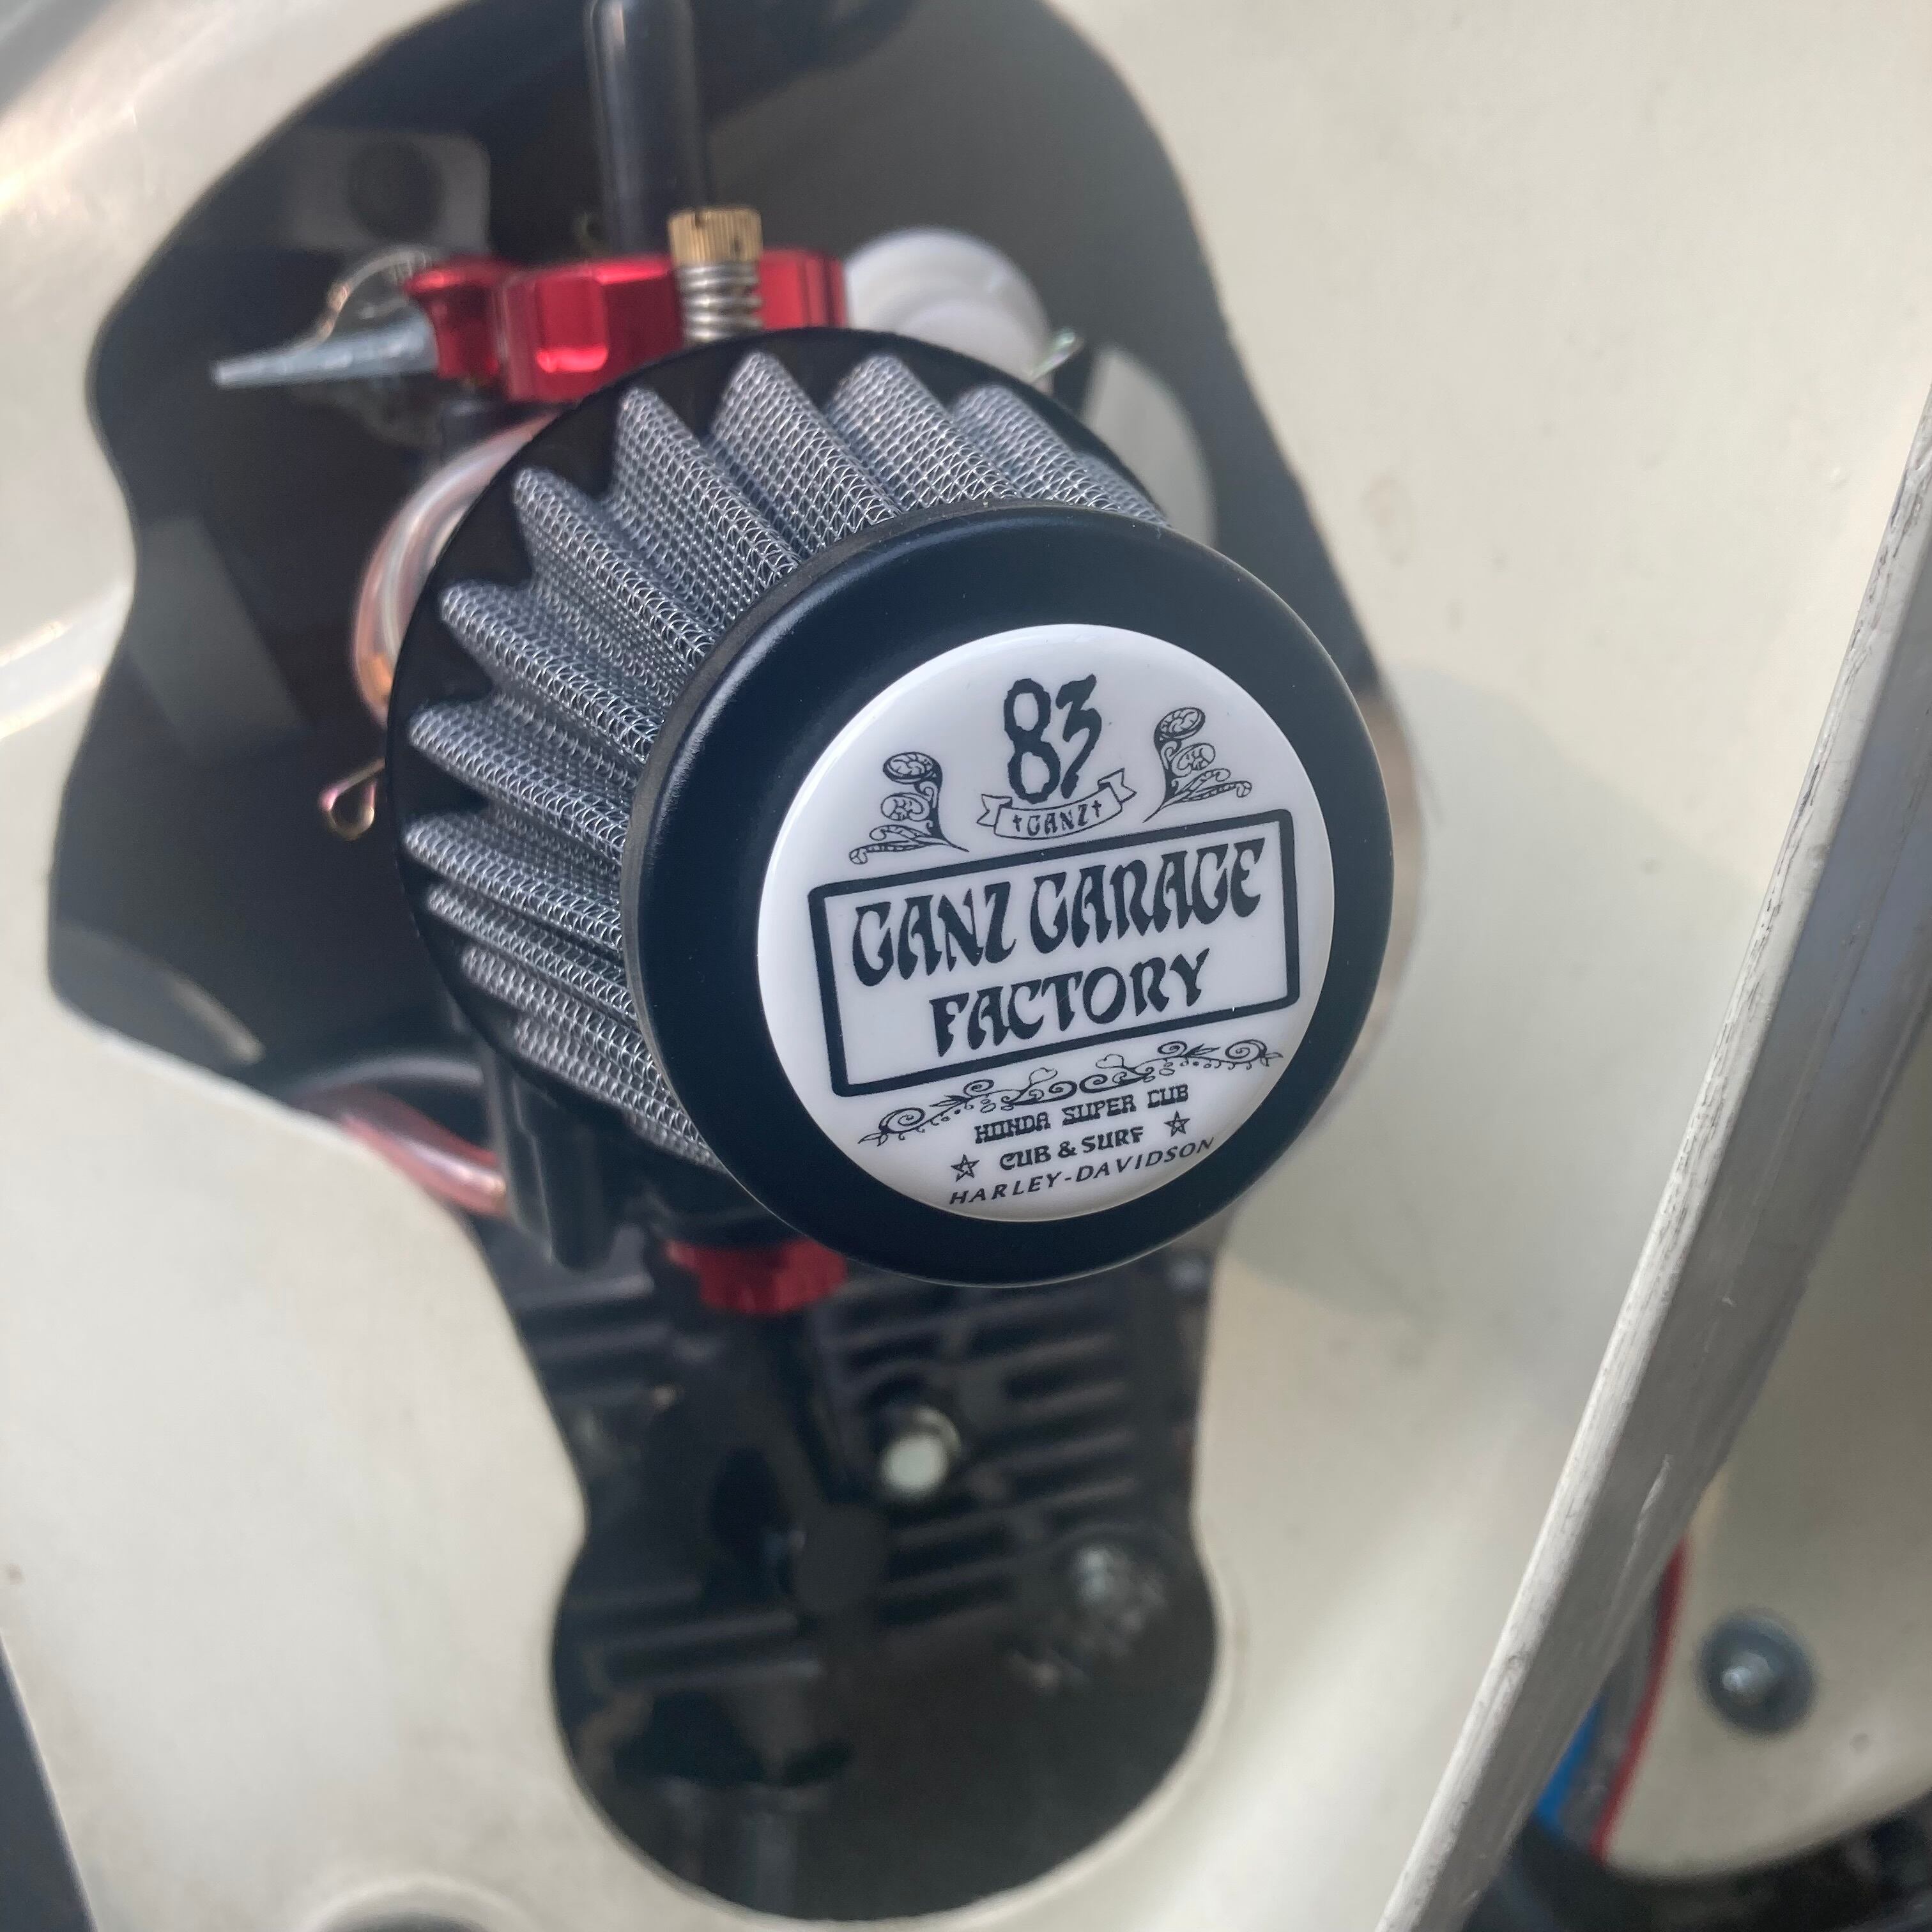 83
†GANZ†
GANZ GARAGE
FACTORY
HONDA SUPER CUB
☆ CUB & SURF ☆
HARLEY-DAVIDSON